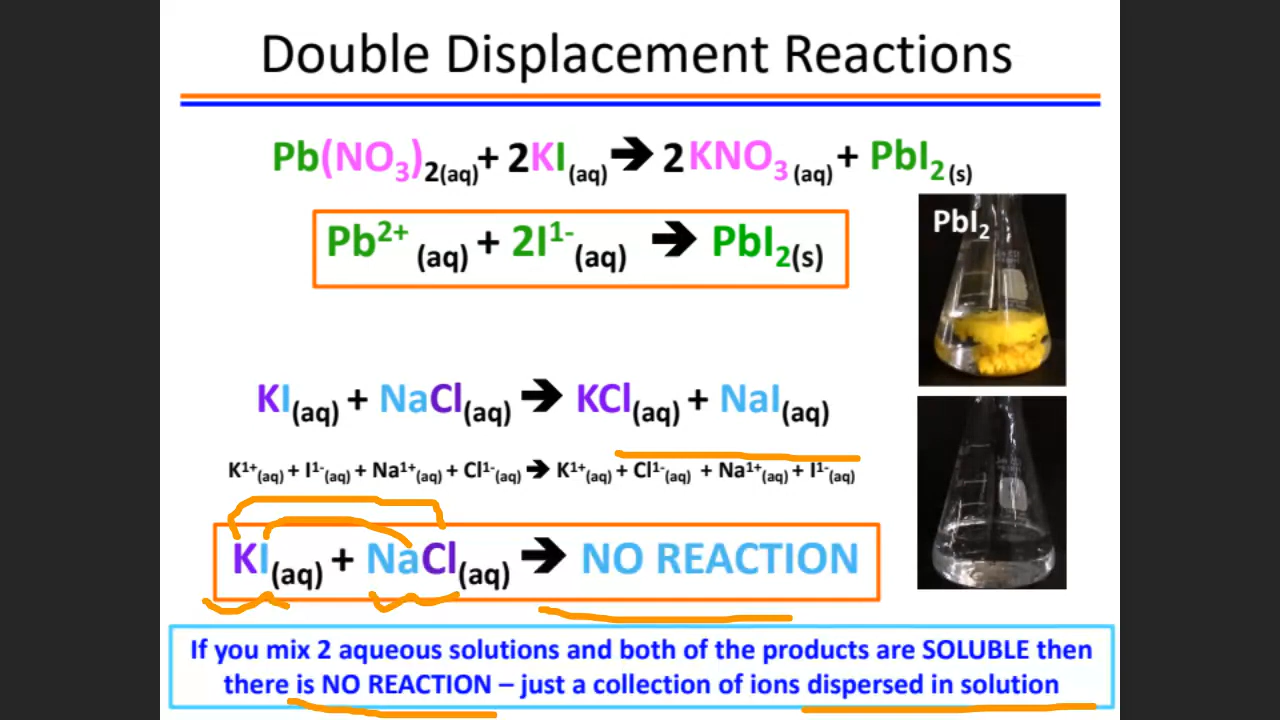 Double Displacement Reactions
Pb(NO₃)₂(aq) + 2KI(aq) ➔ 2KNO₃(aq) + PbI₂(s)
Pb²⁺(aq) + 2I¹⁻(aq) ➔ PbI₂(s)
PbI₂
KI(aq) + NaCl(aq) ➔ KCl(aq) + NaI(aq)
K¹⁺(aq) + I¹⁻(aq) + Na¹⁺(aq) + Cl¹⁻(aq) ➔ K¹⁺(aq) + Cl¹⁻(aq) + Na¹⁺(aq) + I¹⁻(aq)
KI(aq) + NaCl(aq) ➔ NO REACTION
If you mix 2 aqueous solutions and both of the products are SOLUBLE then
there is NO REACTION – just a collection of ions dispersed in solution